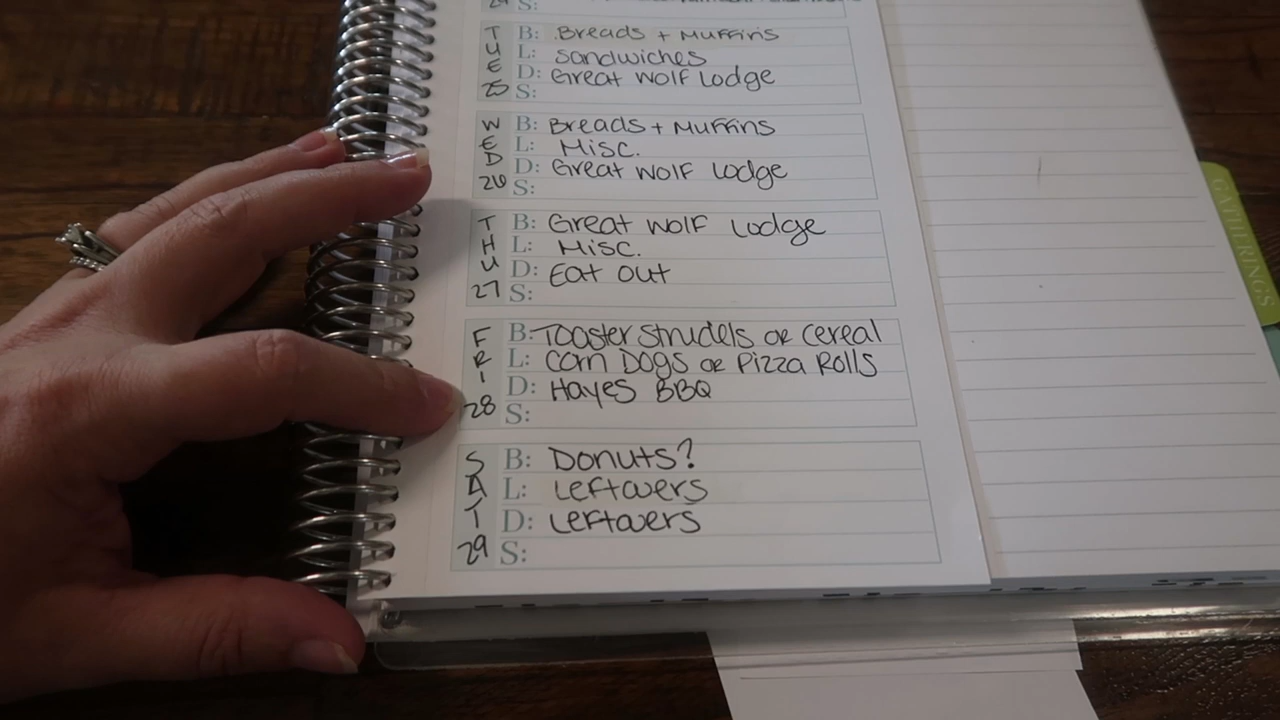 S:
TUE 25
B: Breads + Muffins
L: Sandwiches
D: Great Wolf Lodge
S:
WED 26
B: Breads + Muffins
L: Misc.
D: Great Wolf Lodge
S:
THU 27
B: Great Wolf Lodge
L: Misc.
D: Eat Out
S:
FRI 28
B: Toaster Strudels or Cereal
L: Corn Dogs or Pizza Rolls
D: Hayes BBQ
S:
SAT 29
B: Donuts?
L: Leftovers
D: Leftovers
S:
GATHERINGS